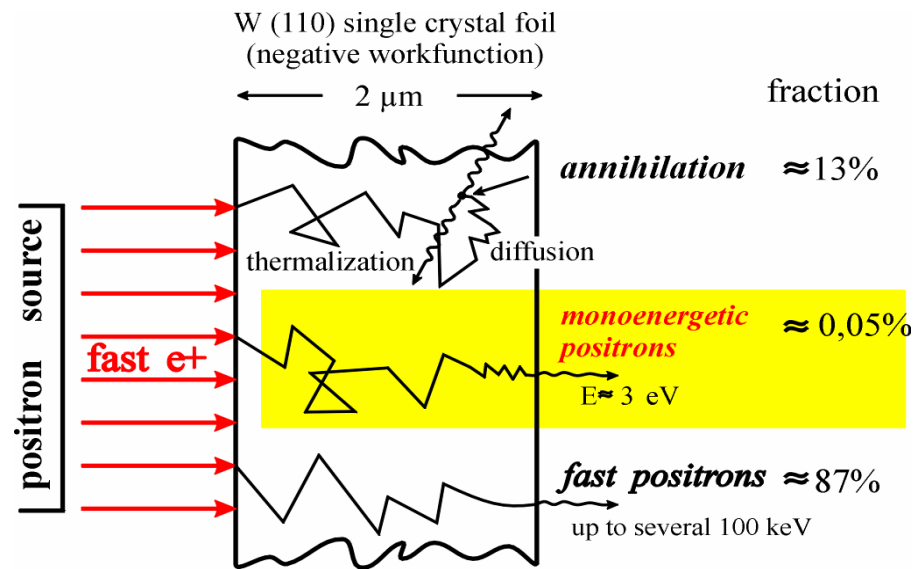 W (110) single crystal foil
(negative workfunction)
2 µm
fraction
annihilation ≈13%
thermalization
diffusion
positron source
fast e+
monoenergetic
positrons
≈ 0,05%
E≈ 3 eV
fast positrons ≈87%
up to several 100 keV